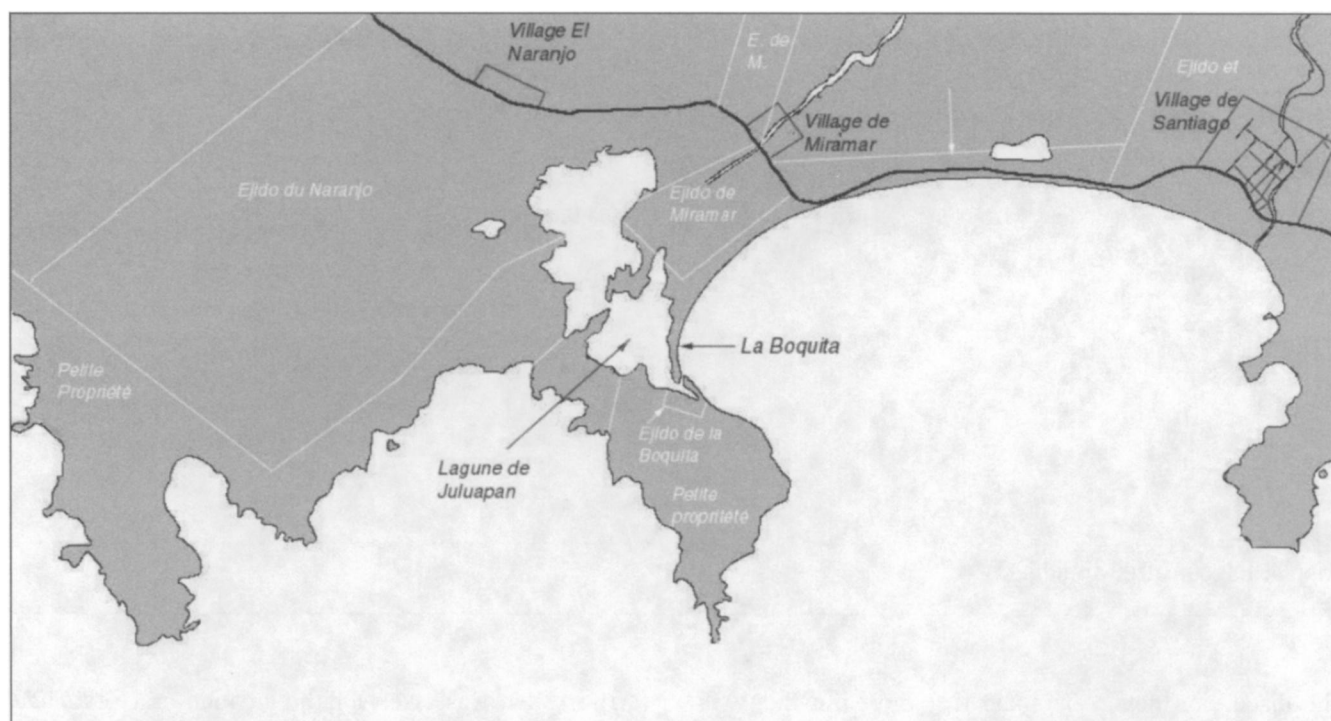 Village El
Naranjo
E. de
M.
Ejido et
Village de
Santiago
Village de
Miramar
Ejido du Naranjo
Ejido de
Miramar
La Boquita
Petite
Propriété
Ejido de la
Boquita
Lagune de
Juluapan
Petite
propriété